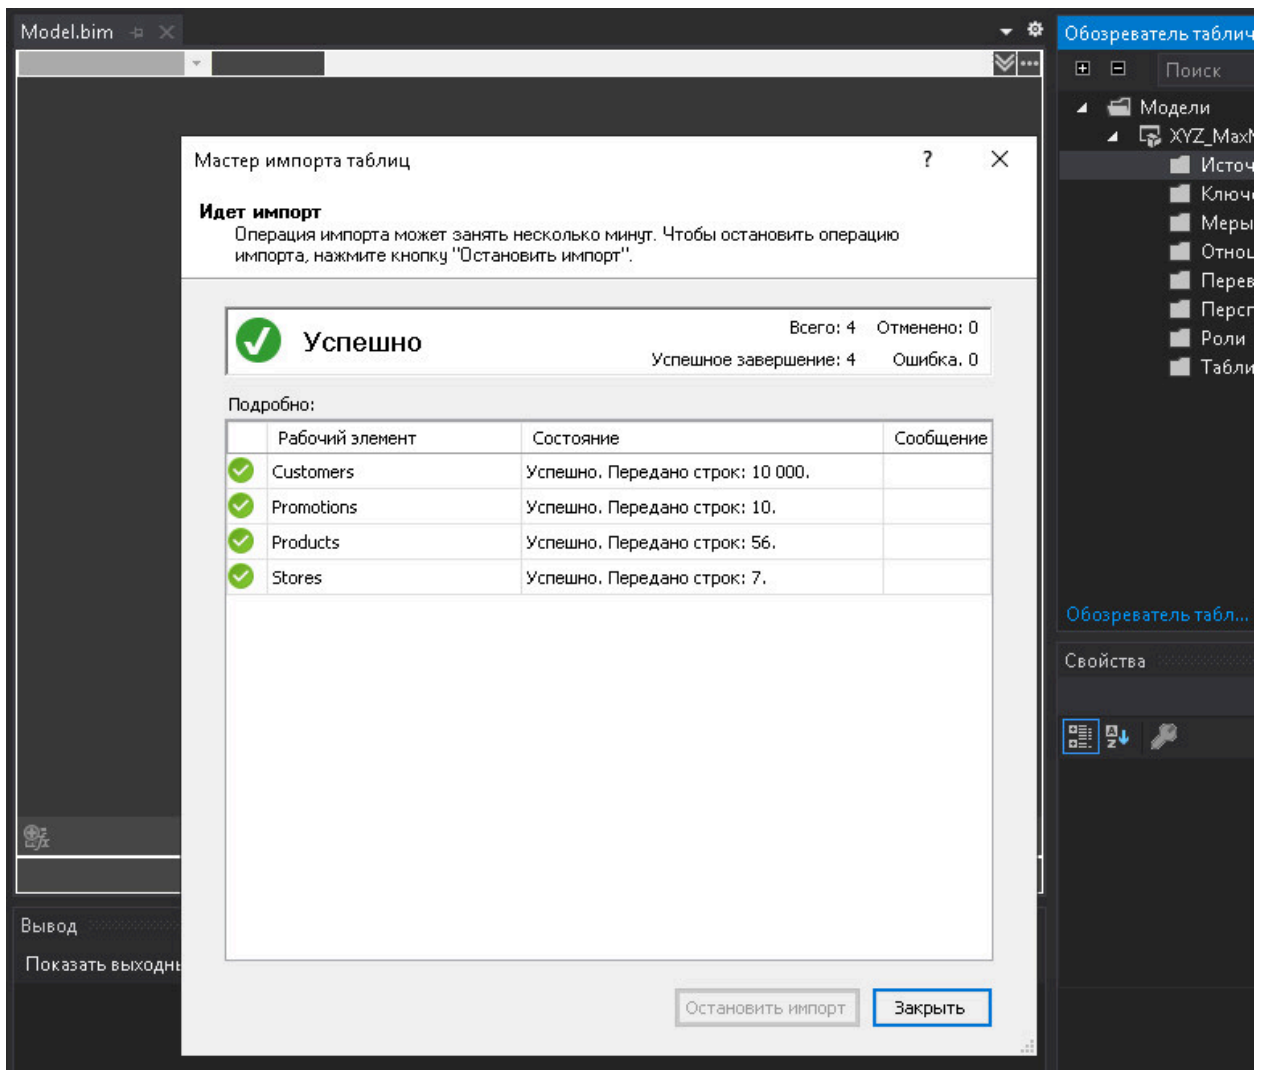 Model.bim
Мастер импорта таблиц
?
Идет импорт
Операция импорта может занять несколько минут. Чтобы остановить операцию
импорта, нажмите кнопку "Остановить импорт".
Успешно
Всего: 4 Отменено: 0
Успешное завершение: 4 Ошибка. 0
Подробно:
Рабочий элемент Состояние Сообщение
Customers Успешно. Передано строк: 10 000.
Promotions Успешно. Передано строк: 10.
Products Успешно. Передано строк: 56.
Stores Успешно. Передано строк: 7.
Остановить импорт Закрыть
Вывод
Показать выходнь
Обозреватель таблич
Поиск
Модели
XYZ_Max
Источ
Ключе
Меры
Отнош
Перев
Персп
Роли
Табли
Обозреватель табл...
Свойства